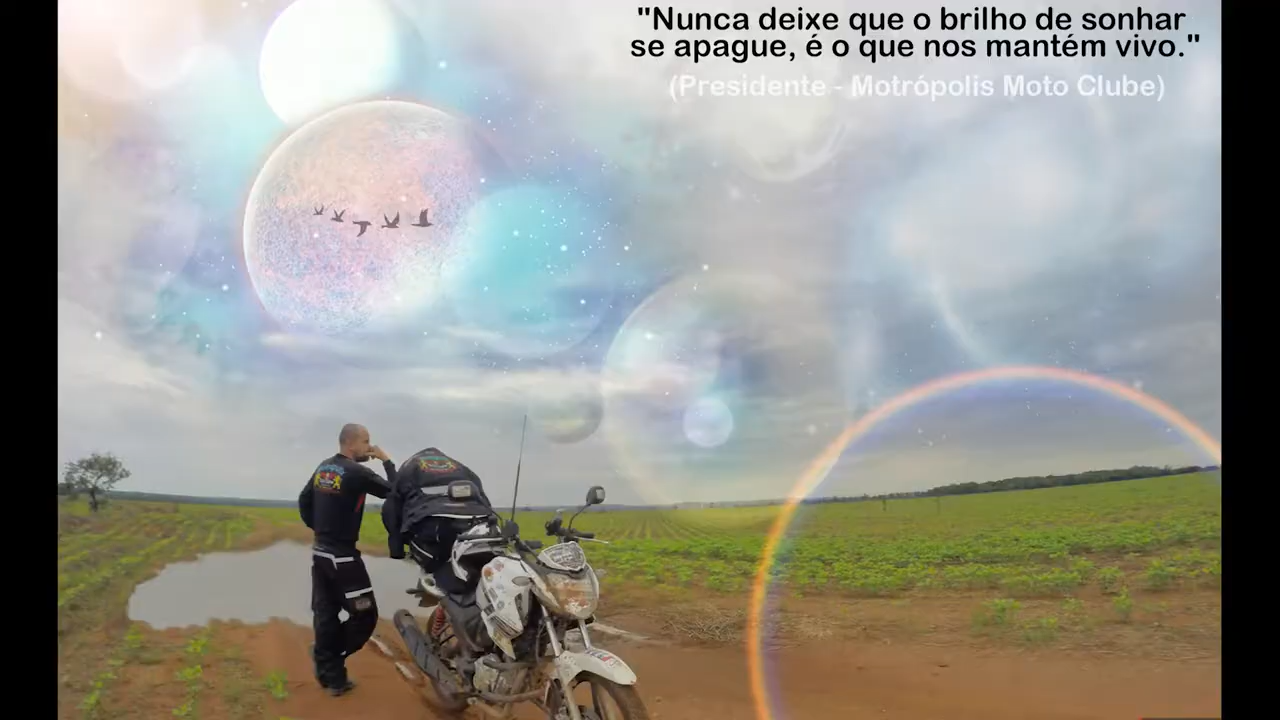 "Nunca deixe que o brilho de sonhar
se apague, é o que nos mantém vivo."
(Presidente - Motrópolis Moto Clube)